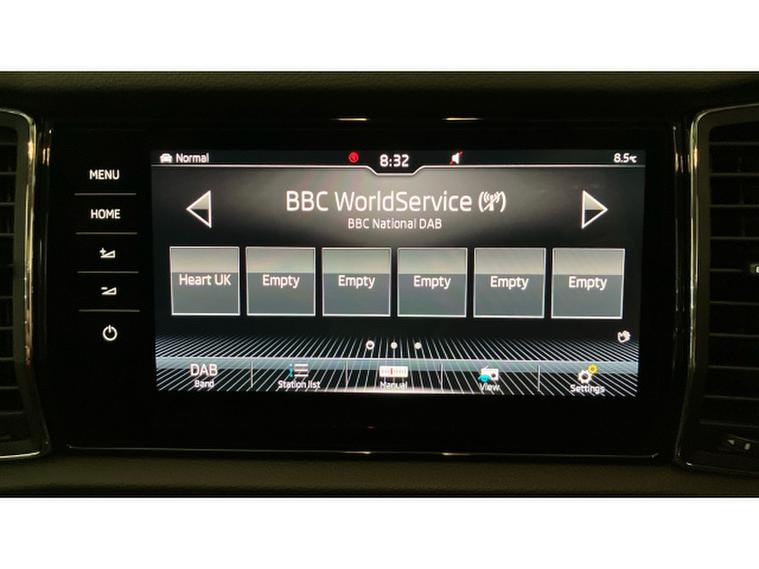 Normal 8:32 8.5°C
MENU
HOME
BBC WorldService
BBC National DAB
Heart UK Empty Empty Empty Empty Empty
DAB
Band Station list Manual View Settings